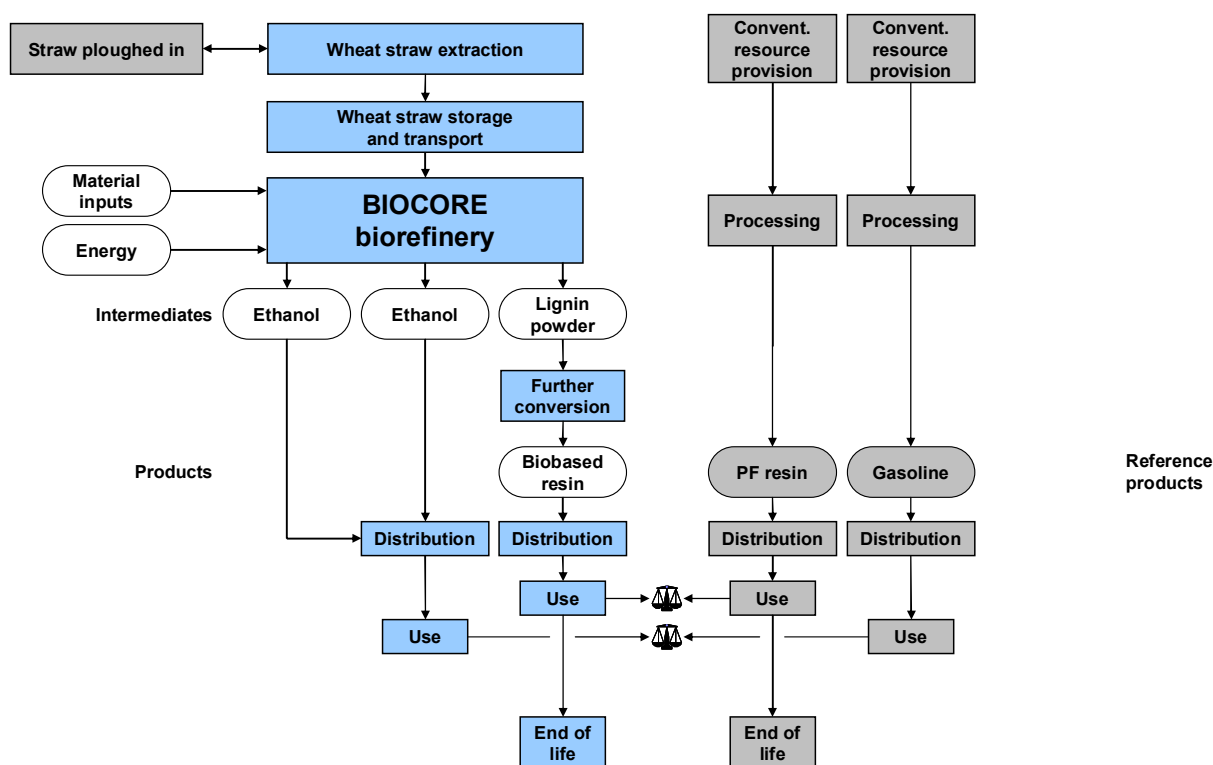 Straw ploughed in
Wheat straw extraction
Convent.
resource
provision
Convent.
resource
provision
Wheat straw storage
and transport
Material
inputs
Energy
BIOCORE
biorefinery
Processing
Processing
Intermediates
Ethanol
Ethanol
Lignin
powder
Further
conversion
Products
Biobased
resin
PF resin
Gasoline
Reference
products
Distribution
Distribution
Distribution
Distribution
Use
Use
Use
Use
End of
life
End of
life